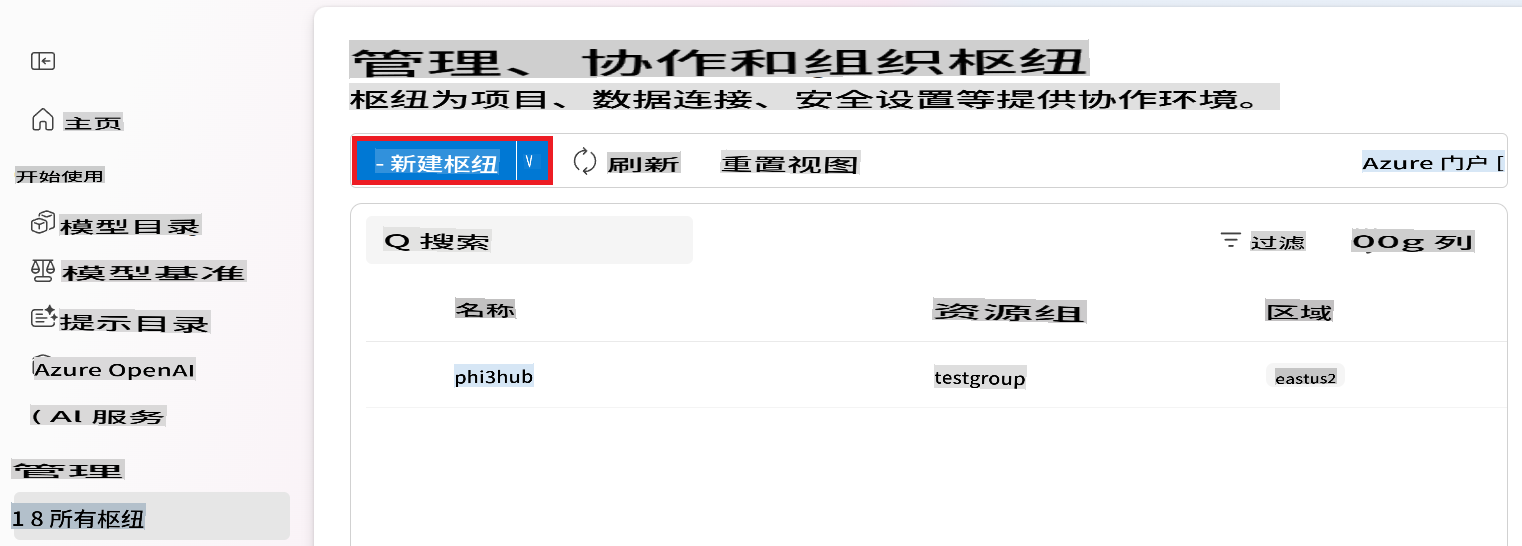 主页
开始使用
模型目录
模型基准
提示目录
Azure OpenAI
( AI 服务
管理
1 8 所有枢纽
管理、协作和组织枢纽
枢纽为项目、数据连接、安全设置等提供协作环境。
- 新建枢纽 V
刷新
重置视图
Azure 门户 [
Q 搜索
过滤
00g 列
名称 资源组 区域
phi3hub testgroup eastus2